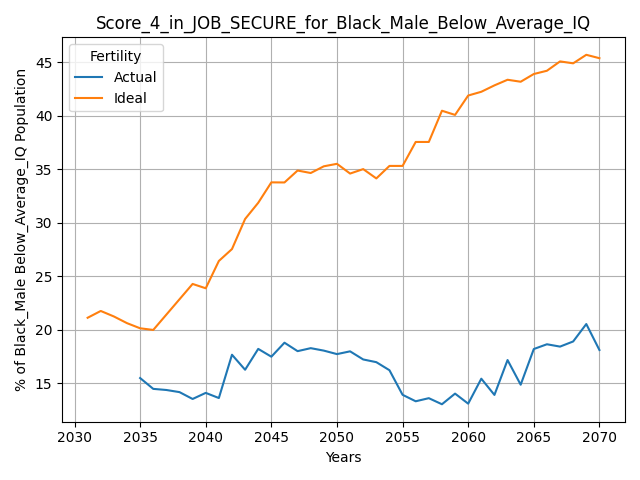 Score_4_in_JOB_SECURE_for_Black_Male_Below_Average_IQ
Fertility
Actual
Ideal
% of Black_Male Below_Average_IQ Population
45
40
35
30
25
20
15
2030 2035 2040 2045 2050 2055 2060 2065 2070
Years